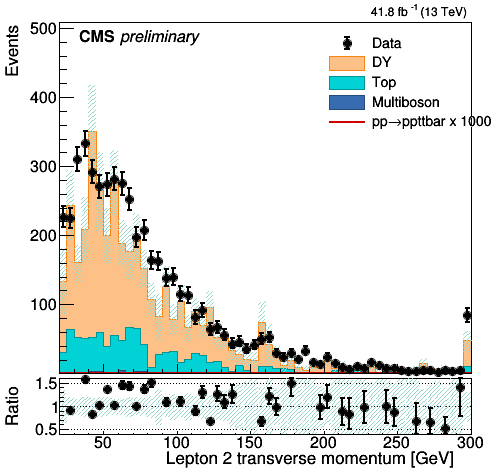 41.8 fb⁻¹ (13 TeV)
CMS preliminary
Events
500
400
300
200
100
Data
DY
Top
Multiboson
pp→ppttbar x 1000
Ratio
1.5
1
0.5
50 100 150 200 250 300
Lepton 2 transverse momentum [GeV]